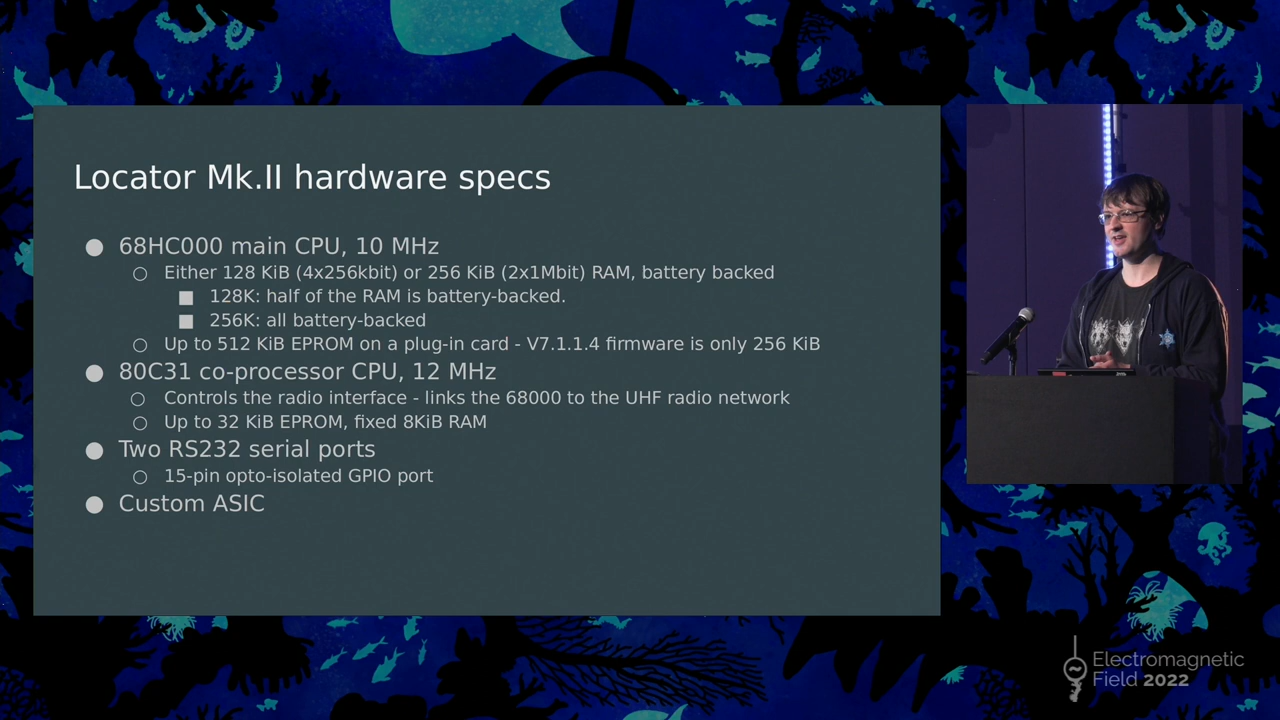 Locator Mk.II hardware specs
● 68HC000 main CPU, 10 MHz
○ Either 128 KiB (4x256kbit) or 256 KiB (2x1Mbit) RAM, battery backed
■ 128K: half of the RAM is battery-backed.
■ 256K: all battery-backed
○ Up to 512 KiB EPROM on a plug-in card - V7.1.1.4 firmware is only 256 KiB
● 80C31 co-processor CPU, 12 MHz
○ Controls the radio interface - links the 68000 to the UHF radio network
○ Up to 32 KiB EPROM, fixed 8KiB RAM
● Two RS232 serial ports
○ 15-pin opto-isolated GPIO port
● Custom ASIC
Electromagnetic
Field 2022